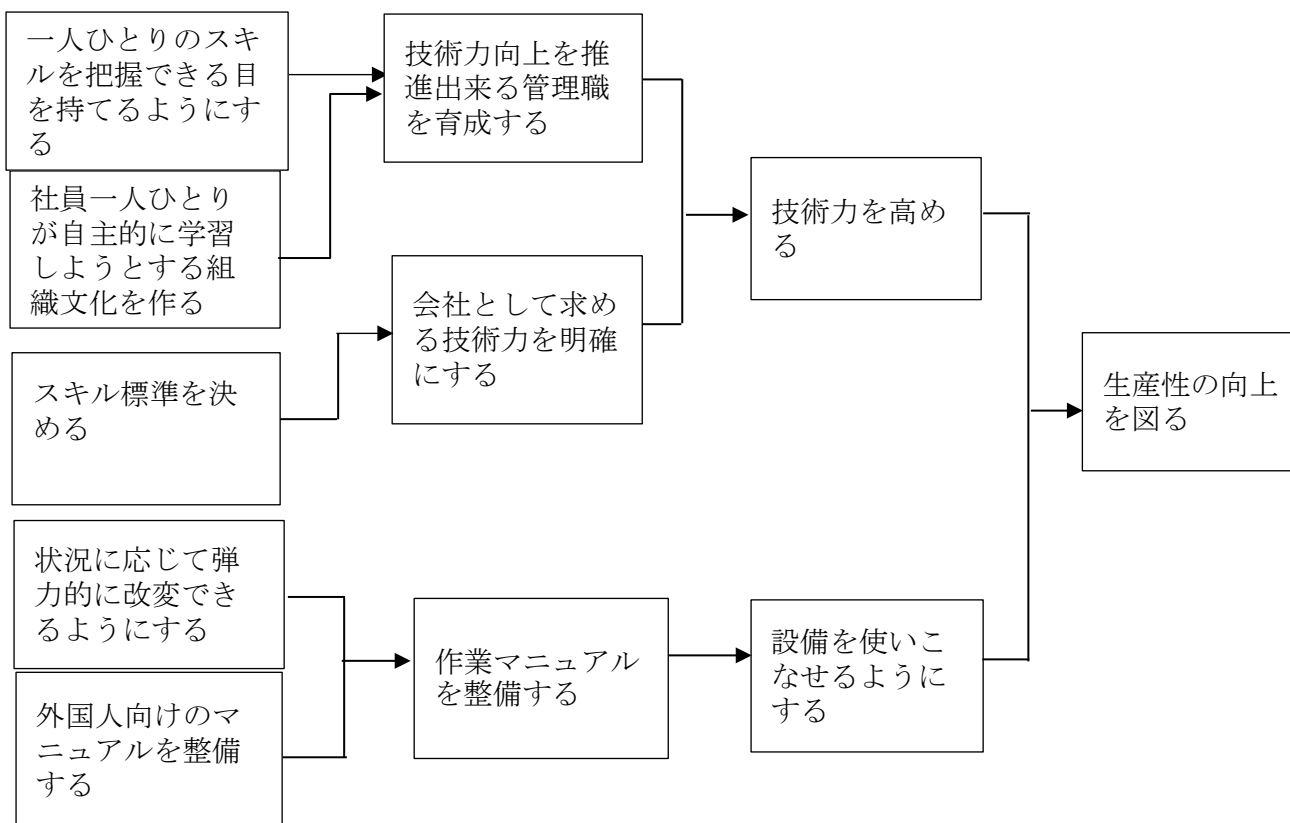 一人ひとりのスキ
ルを把握できる目
を持てるようにす
る
技術力向上を推
進出来る管理職
を育成する
社員一人ひとり
が自主的に学習
しようとする組
織文化を作る
技術力を高め
る
会社として求め
る技術力を明確
にする
スキル標準を決
める
生産性の向上
を図る
状況に応じて弾
力的に改変でき
るようにする
作業マニュアル
を整備する
設備を使いこ
なせるように
する
外国人向けのマ
ニュアルを整備
する